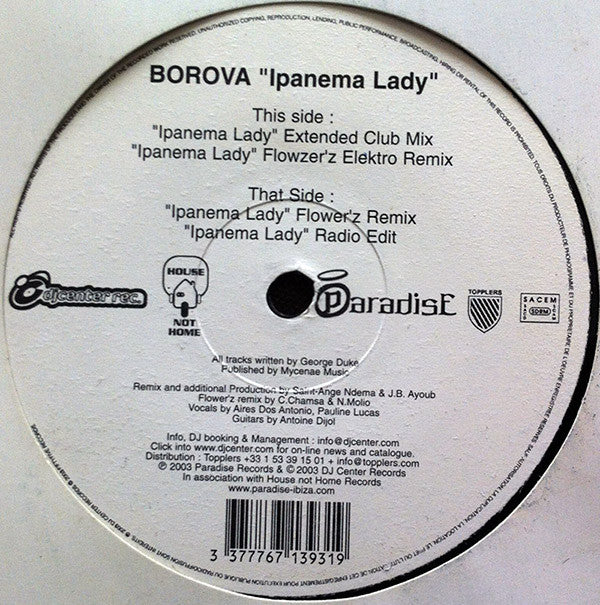 BOROVA "Ipanema Lady"
This side :
"Ipanema Lady" Extended Club Mix
"Ipanema Lady" Flowzer'z Elektro Remix
That Side :
"Ipanema Lady" Flower'z Remix
"Ipanema Lady" Radio Edit
djcenter rec.
HOUSE
NOT
HOME
ParadisE
TOPPLERS
SACEM
SDRM
All tracks written by George Duke
Published by Mycenae Music
Remix and additional Production by Saint-Ange Ndema & J.B. Ayoub
Flower'z remix by C.Chamsa & N.Molio
Vocals by Aires Dos Antonio, Pauline Lucas
Guitars by Antoine Dijol
Info, DJ booking & Management : info@djcenter.com
Click into www.djcenter.com for on-line news and catalogue.
Distribution : Topplers +33 1 53 39 15 01 + info@topplers.com
℗ 2003 Paradise Records & © 2003 DJ Center Records
In association with House not Home Records
www.paradise-ibiza.com
3 377767 139319